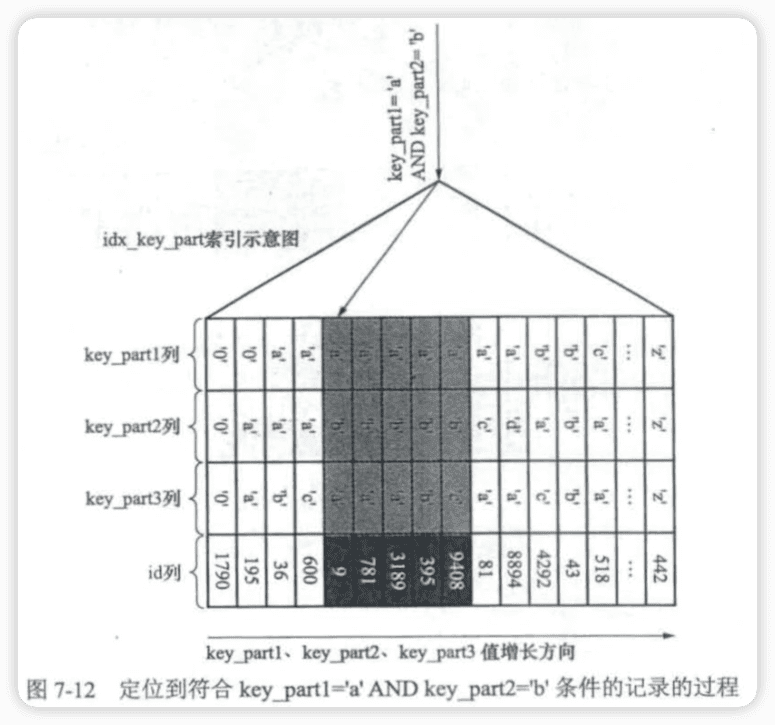 key_part1= 'a'
AND key_part2= 'b'
idx_key_part索引示意图
key_part1列 '0' '0' 'a' 'a' 'a' 'a' 'a' 'a' 'a' 'a' 'a' 'b' 'b' 'c' … 'z'
key_part2列 '0' 'a' 'a' 'a' 'b' 'b' 'b' 'b' 'b' 'c' 'd' 'a' 'b' 'a' … 'z'
key_part3列 '0' 'a' 'b' 'c' 'a' 'a' 'a' 'b' 'c' 'a' 'a' 'c' 'b' 'a' … 'z'
id列 1790 195 36 600 9 781 3189 395 9408 81 8894 4292 43 518 … 442
key_part1、key_part2、key_part3 值增长方向
图 7-12 定位到符合 key_part1='a' AND key_part2='b' 条件的记录的过程